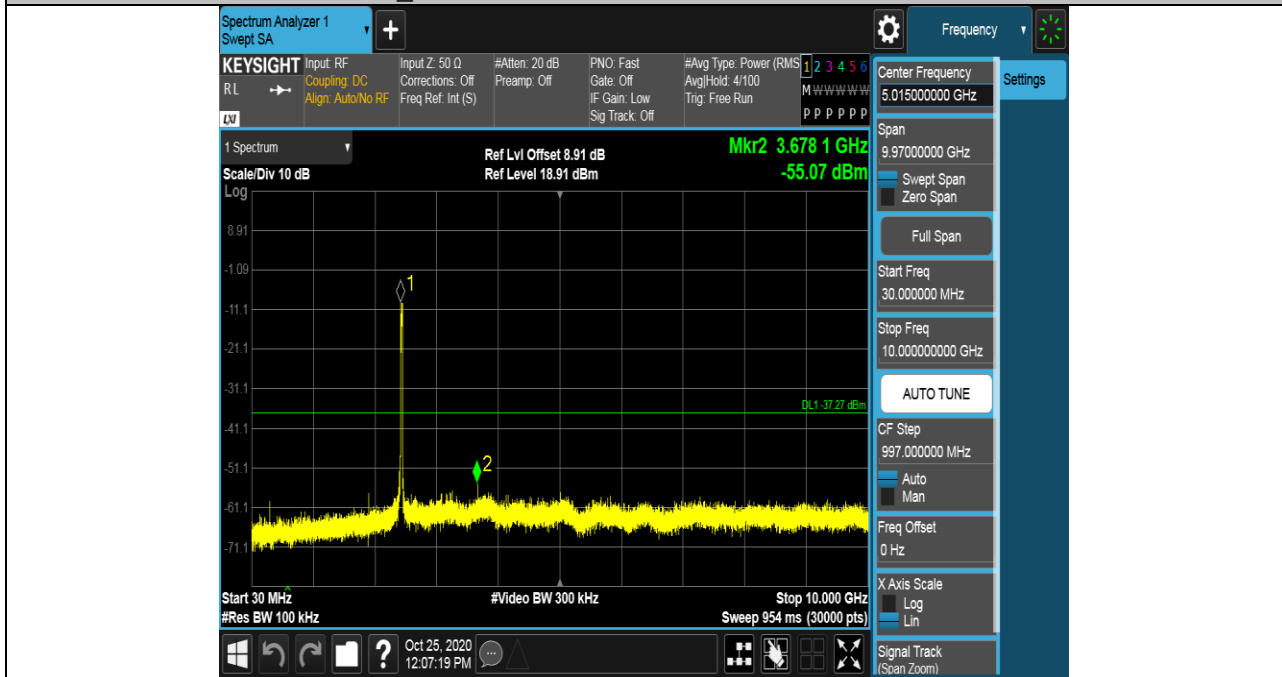 Spectrum Analyzer 1
Swept SA
+
Frequency
KEYSIGHT
RL
LXI
Input: RF
Coupling: DC
Align: Auto/No RF
Input Z: 50 Ω
Corrections: Off
Freq Ref: Int (S)
#Atten: 20 dB
Preamp: Off
PNO: Fast
Gate: Off
IF Gain: Low
Sig Track: Off
#Avg Type: Power (RMS
Avg|Hold: 4/100
Trig: Free Run
1 2 3 4 5 6
M W W W W W
P P P P P P
1 Spectrum
Scale/Div 10 dB
Ref Lvl Offset 8.91 dB
Ref Level 18.91 dBm
Mkr2 3.678 1 GHz
-55.07 dBm
Log
8.91
-1.09
-11.1
-21.1
-31.1
-41.1
-51.1
-61.1
-71.1
1
2
DL1 -37.27 dBm
Start 30 MHz
#Res BW 100 kHz
#Video BW 300 kHz
Stop 10.000 GHz
Sweep 954 ms (30000 pts)
?
Oct 25, 2020
12:07:19 PM
Center Frequency
5.015000000 GHz
Settings
Span
9.97000000 GHz
Swept Span
Zero Span
Full Span
Start Freq
30.000000 MHz
Stop Freq
10.000000000 GHz
AUTO TUNE
CF Step
997.000000 MHz
Auto
Man
Freq Offset
0 Hz
X Axis Scale
Log
Lin
Signal Track
(Span Zoom)